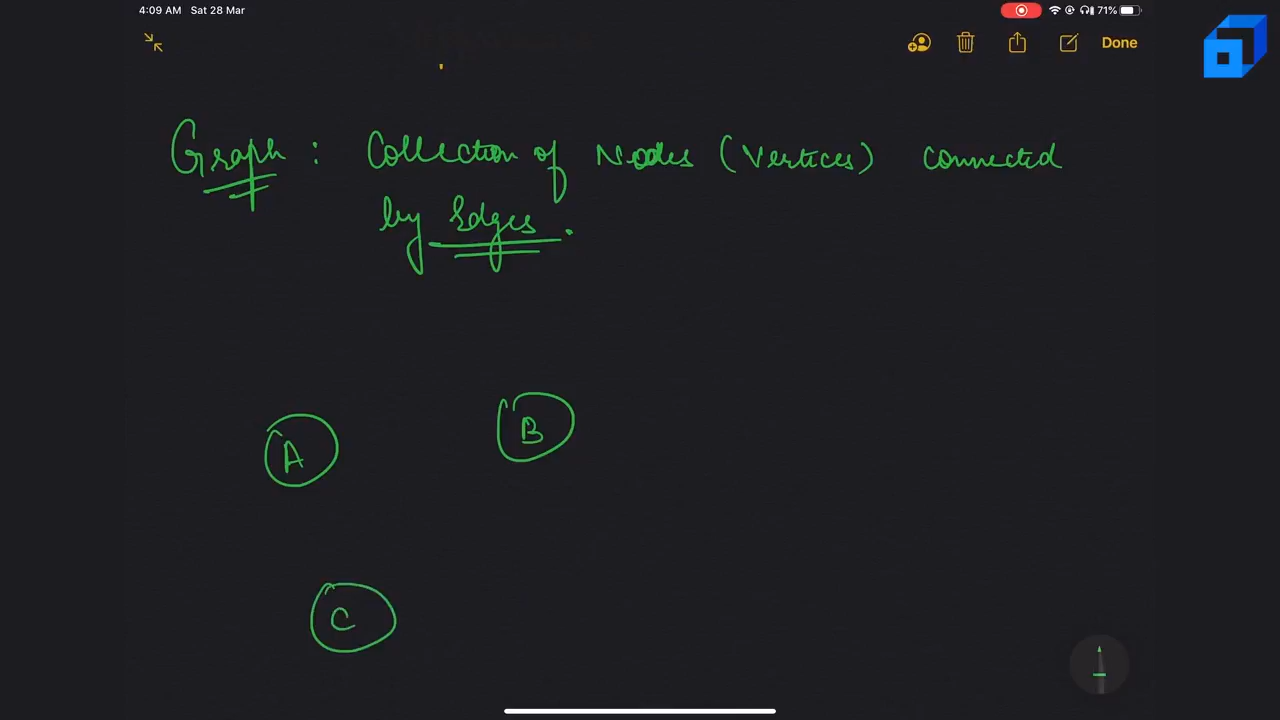 4:09 AM Sat 28 Mar
71%
Done
Graph : Collection of Nodes (Vertices) connected
by Edges.
A
B
C